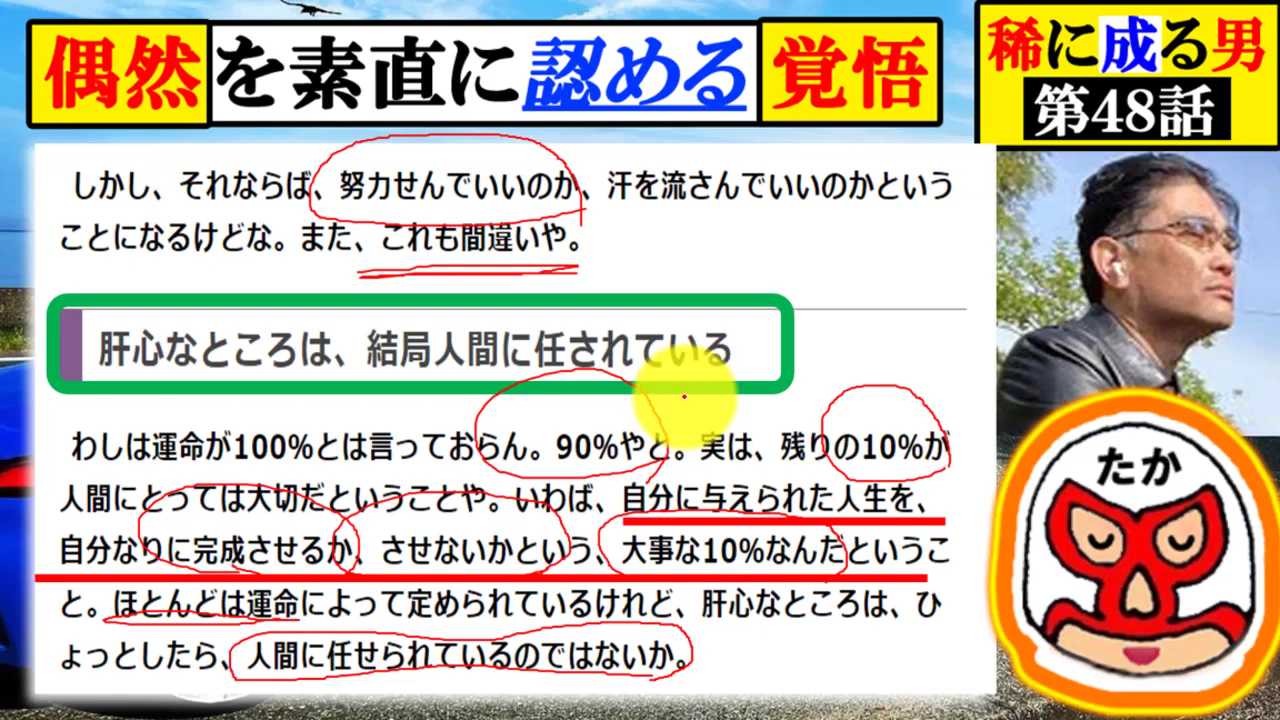 偶然を素直に認める覚悟
稀に成る男
第48話
しかし、それならば、努力せんでいいのか、汗を流さんでいいのかという
ことになるけどな。また、これも間違いや。
肝心なところは、結局人間に任されている
わしは運命が100%とは言っておらん。90%やと。実は、残りの10%が
人間にとっては大切だということや。いわば、自分に与えられた人生を、
自分なりに完成させるか、させないかという、大事な10%なんだというこ
と。ほとんどは運命によって定められているけれど、肝心なところは、ひ
ょっとしたら、人間に任せられているのではないか。
たか